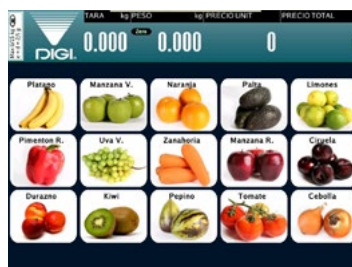 TARA kg PESO kg PRECIO UNIT PRECIO TOTAL
DIGI.
0.000 Zero 0.000 0
Platano Manzana V. Naranja Palta Limones
Pimenton R. Uva V. Zanahoria Manzana R. Ciruela
Durazno Kiwi Pepino Tomate Cebolla